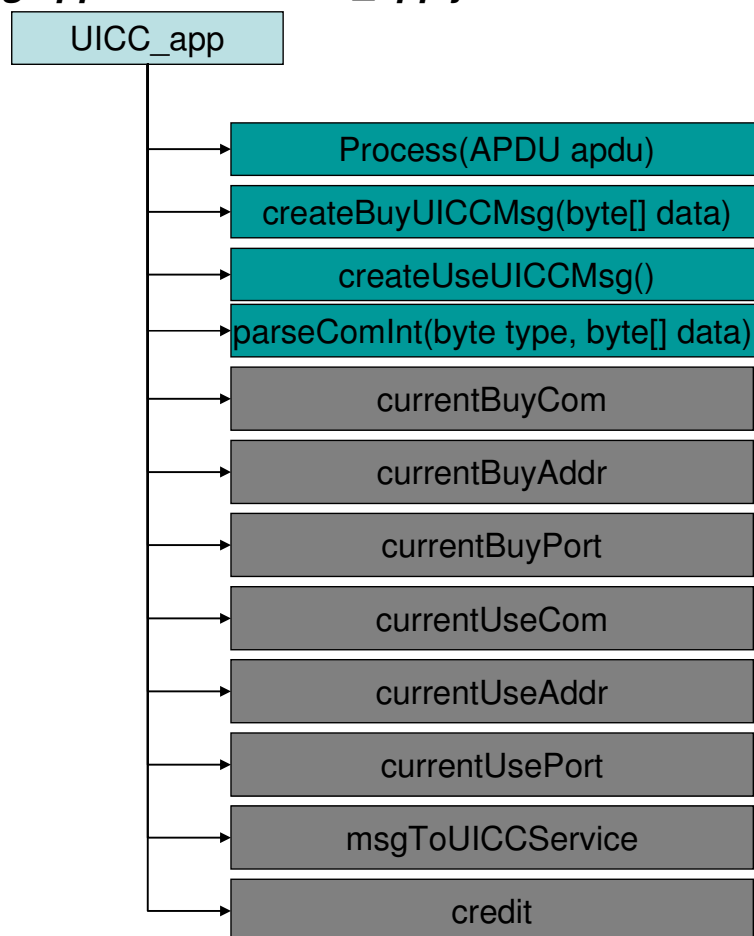 UICC_app
Process(APDU apdu)
createBuyUICCMsg(byte[] data)
createUseUICCMsg()
parseComInt(byte type, byte[] data)
currentBuyCom
currentBuyAddr
currentBuyPort
currentUseCom
currentUseAddr
currentUsePort
msgToUICCService
credit